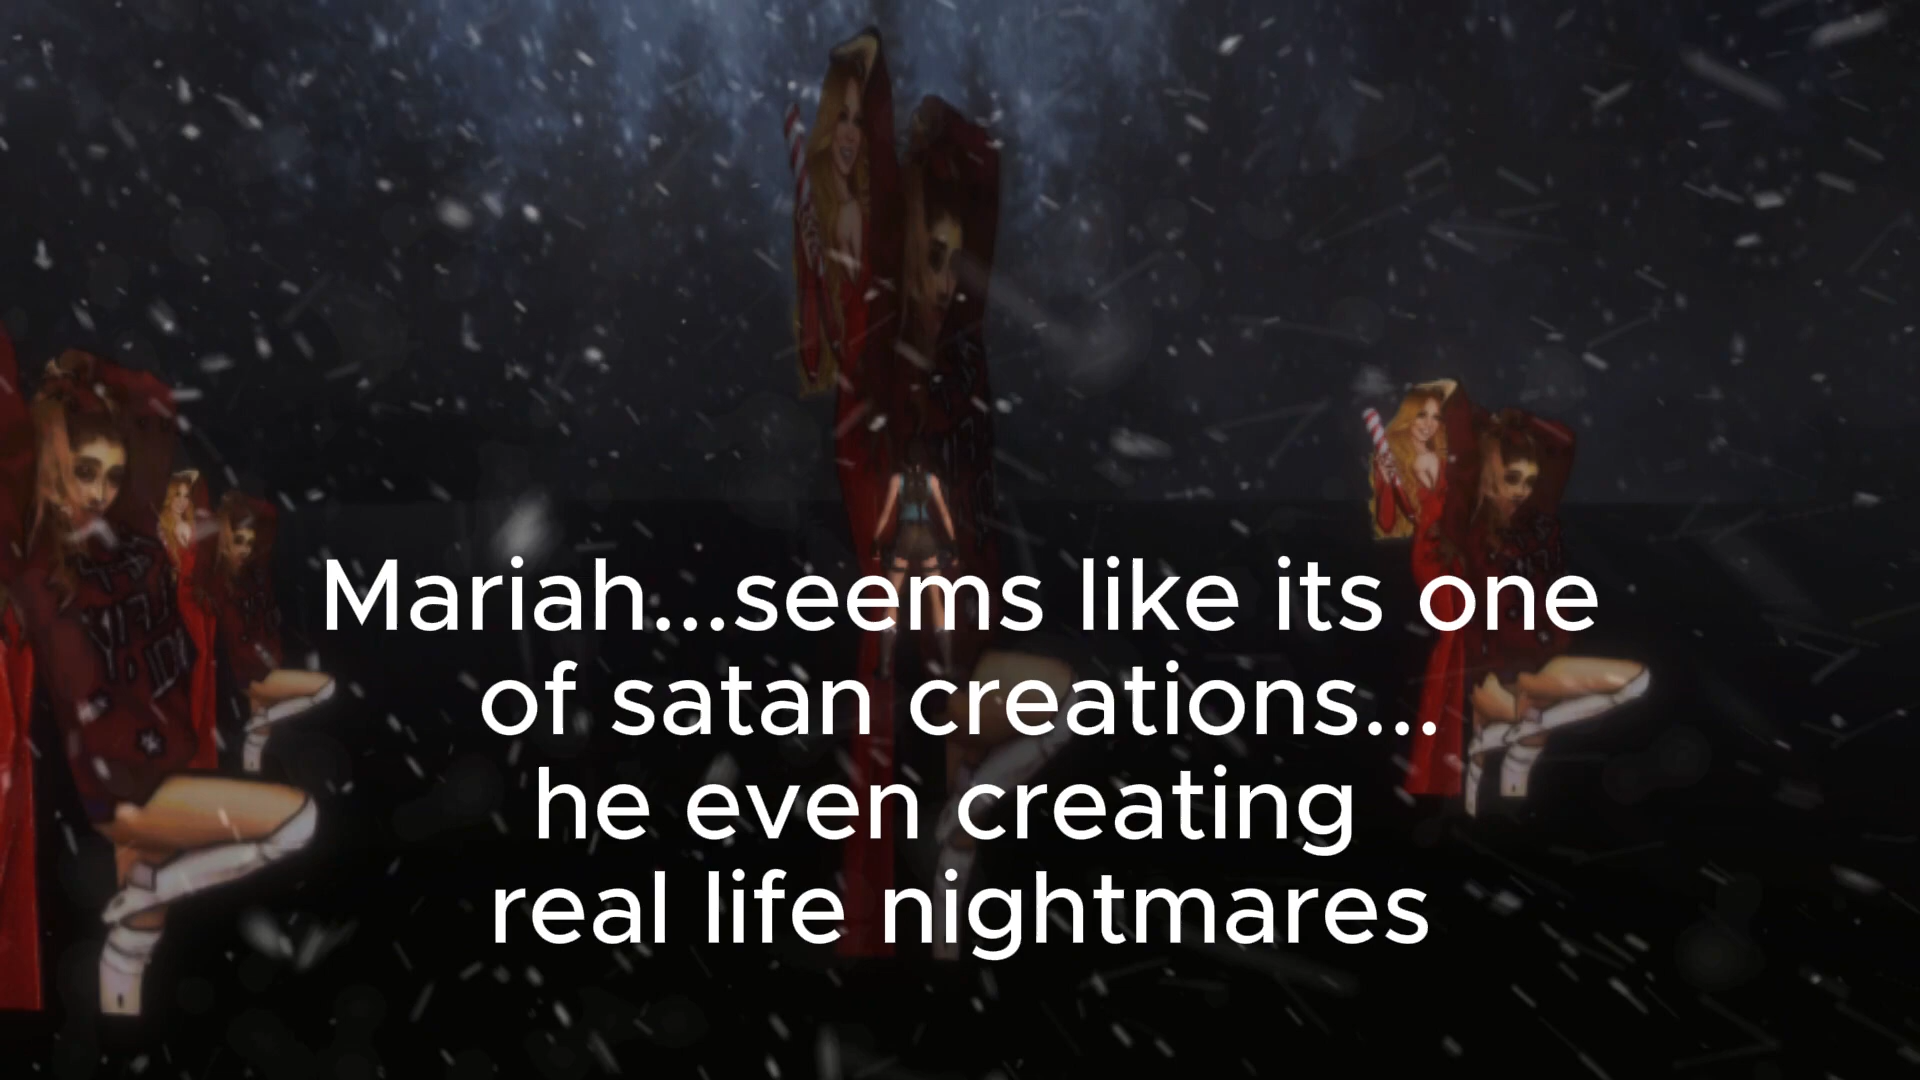 Mariah...seems like its one
of satan creations...
he even creating
real life nightmares